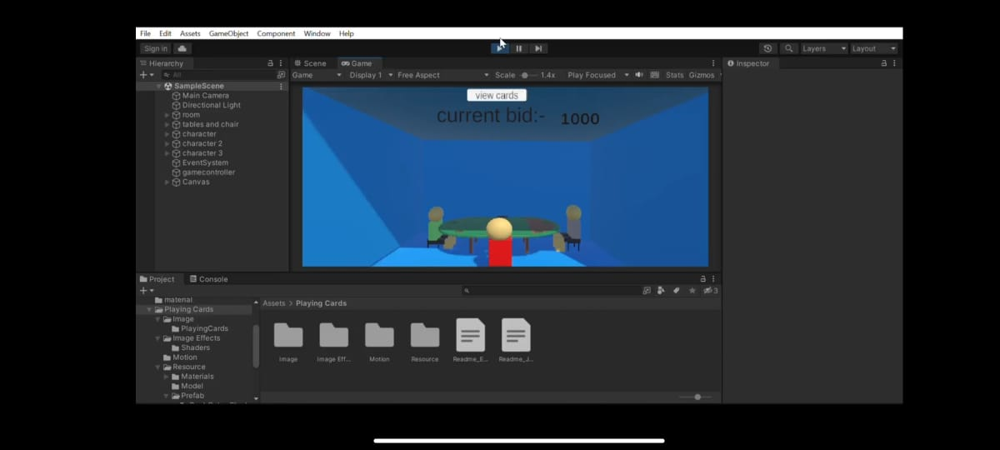 File Edit Assets GameObject Component Window Help
Sign in Layers Layout
Hierarchy Scene Game Inspector
All Game Display 1 Free Aspect Scale 1.4x Play Focused Stats Gizmos
SampleScene
Main Camera
Directional Light
room
tables and chair
character
character 2
character 3
EventSystem
gamecontroller
Canvas
view cards
current bid:- 1000
Project Console
3
material
Playing Cards
Image
PlayingCards
Image Effects
Shaders
Motion
Resource
Materials
Model
Prefab
Assets > Playing Cards
Image Image Eff... Motion Resource Readme_E... Readme_J...